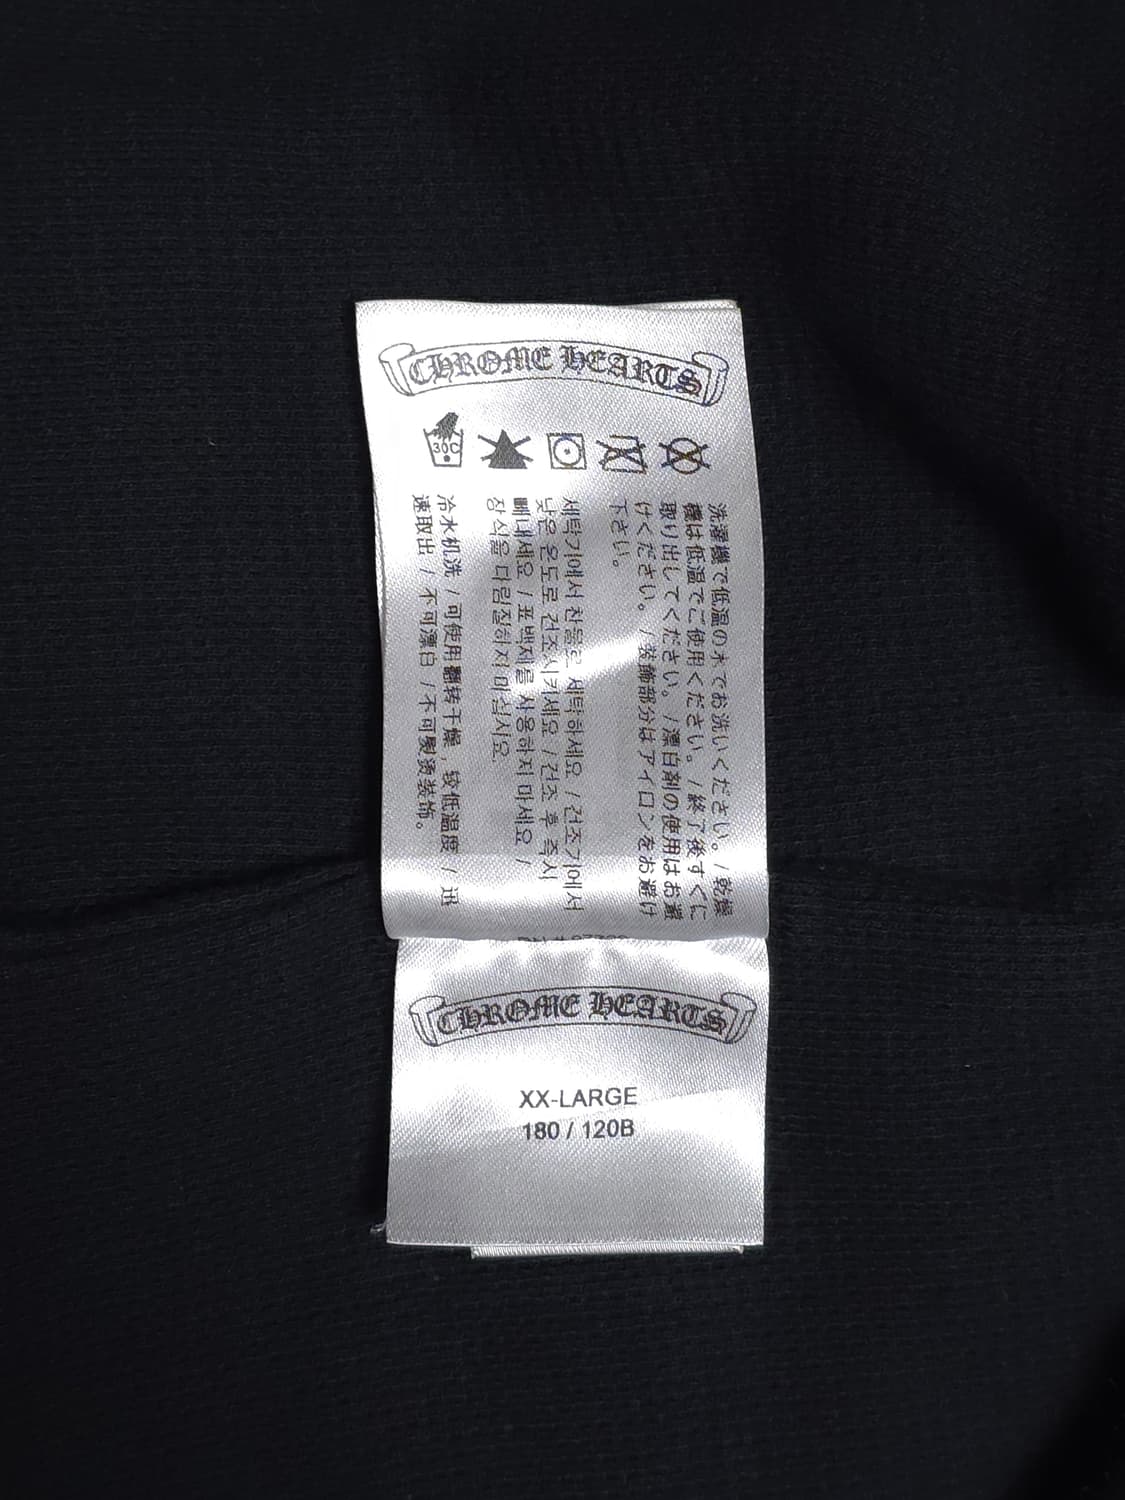 CHROME HEARTS
30C
洗濯機で低温の水でお洗いください。/ 乾燥
機は低温でご使用ください。/終了後すぐに
取り出してください。/漂白剤の使用はお避
けください。/装飾部分はアイロンをお避け
下さい。
세탁기에서 찬물로 세탁하세요 / 건조기에서
낮은 온도로 건조시키세요 / 건조 후 즉시
빼내세요 / 표백제를 사용하지 마세요 /
장식을 다림질하지 마십시오.
冷水机洗 / 可使用翻转干燥 , 较低温度 / 迅
速取出 / 不可漂白 / 不可熨烫装饰。
CHROME HEARTS
XX-LARGE
180 / 120B